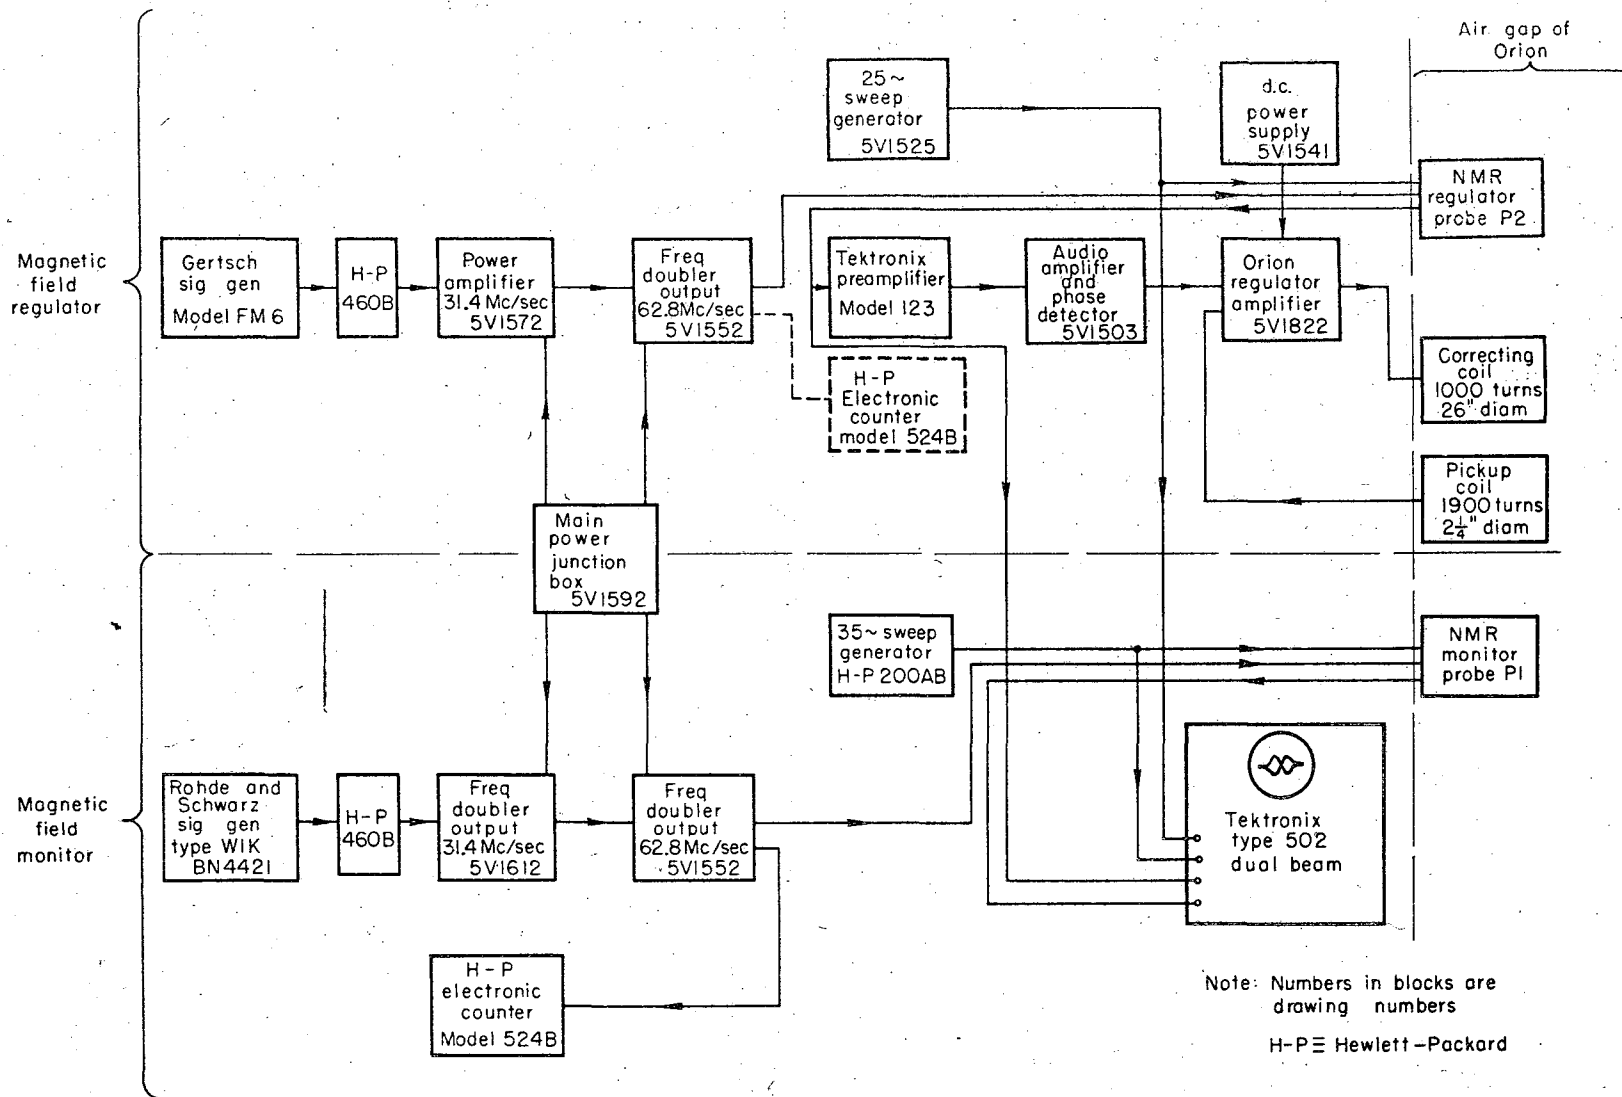 Air gap of
Orion
25~
sweep
generator
5V1525
d.c.
power
supply
5V1541
NMR
regulator
probe P2
Magnetic
field
regulator
Gertsch
sig gen
Model FM 6
H-P
460B
Power
amplifier
31.4 Mc/sec
5V1572
Freq
doubler
output
62.8Mc/sec
5V1552
Tektronix
preamplifier
Model 123
Audio
amplifier
and
phase
detector
5V1503
Orion
regulator
amplifier
5V1822
H-P
Electronic
counter
model 524B
Correcting
coil
1000 turns
26" diam
Pickup
coil
1900 turns
2¼" diam
Main
power
junction
box
5V1592
35~ sweep
generator
H-P 200AB
NMR
monitor
probe P1
Magnetic
field
monitor
Rohde and
Schwarz
sig gen
type WIK
BN4421
H-P
460B
Freq
doubler
output
31.4 Mc/sec
5V1612
Freq
doubler
output
62.8Mc/sec
5V1552
Tektronix
type 502
dual beam
H-P
electronic
counter
Model 524B
Note: Numbers in blocks are
drawing numbers
H-P ≡ Hewlett-Packard